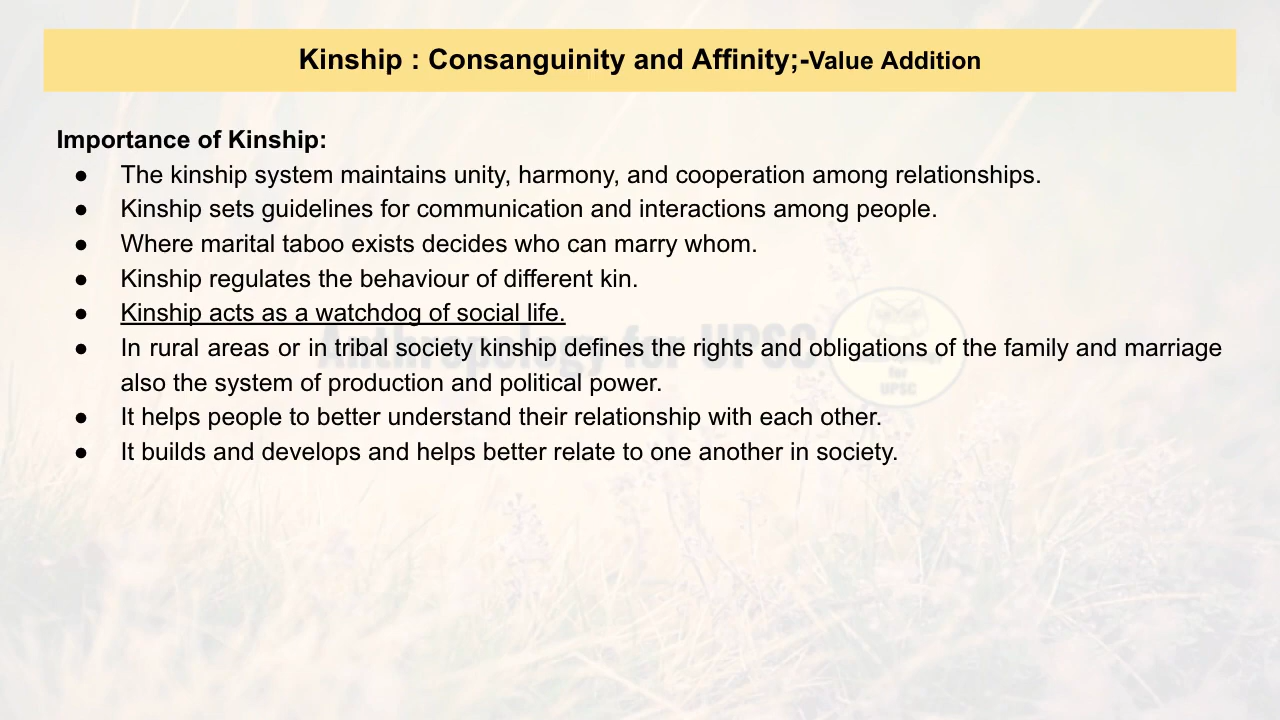 Kinship : Consanguinity and Affinity;-Value Addition
Importance of Kinship:
● The kinship system maintains unity, harmony, and cooperation among relationships.
● Kinship sets guidelines for communication and interactions among people.
● Where marital taboo exists decides who can marry whom.
● Kinship regulates the behaviour of different kin.
● Kinship acts as a watchdog of social life.
Anthropology for UPSC
● In rural areas or in tribal society kinship defines the rights and obligations of the family and marriage
also the system of production and political power.
for
UPSC
● It helps people to better understand their relationship with each other.
● It builds and develops and helps better relate to one another in society.